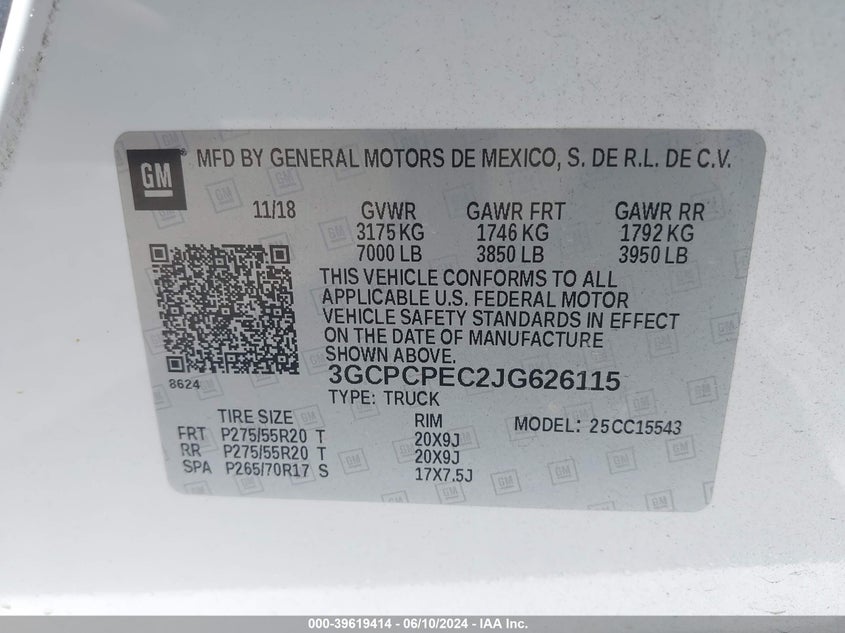 GM MFD BY GENERAL MOTORS DE MEXICO, S. DE R.L. DE C.V.
11/18 GVWR GAWR FRT GAWR RR
3175 KG 1746 KG 1792 KG
7000 LB 3850 LB 3950 LB
THIS VEHICLE CONFORMS TO ALL
APPLICABLE U.S. FEDERAL MOTOR
VEHICLE SAFETY STANDARDS IN EFFECT
ON THE DATE OF MANUFACTURE
SHOWN ABOVE.
8624
3GCPCPEC2JG626115
TYPE: TRUCK
TIRE SIZE RIM MODEL: 25CC15543
FRT P275/55R20 T 20X9J
RR P275/55R20 T 20X9J
SPA P265/70R17 S 17X7.5J
000-39619414 - 06/10/2024 - IAA Inc.